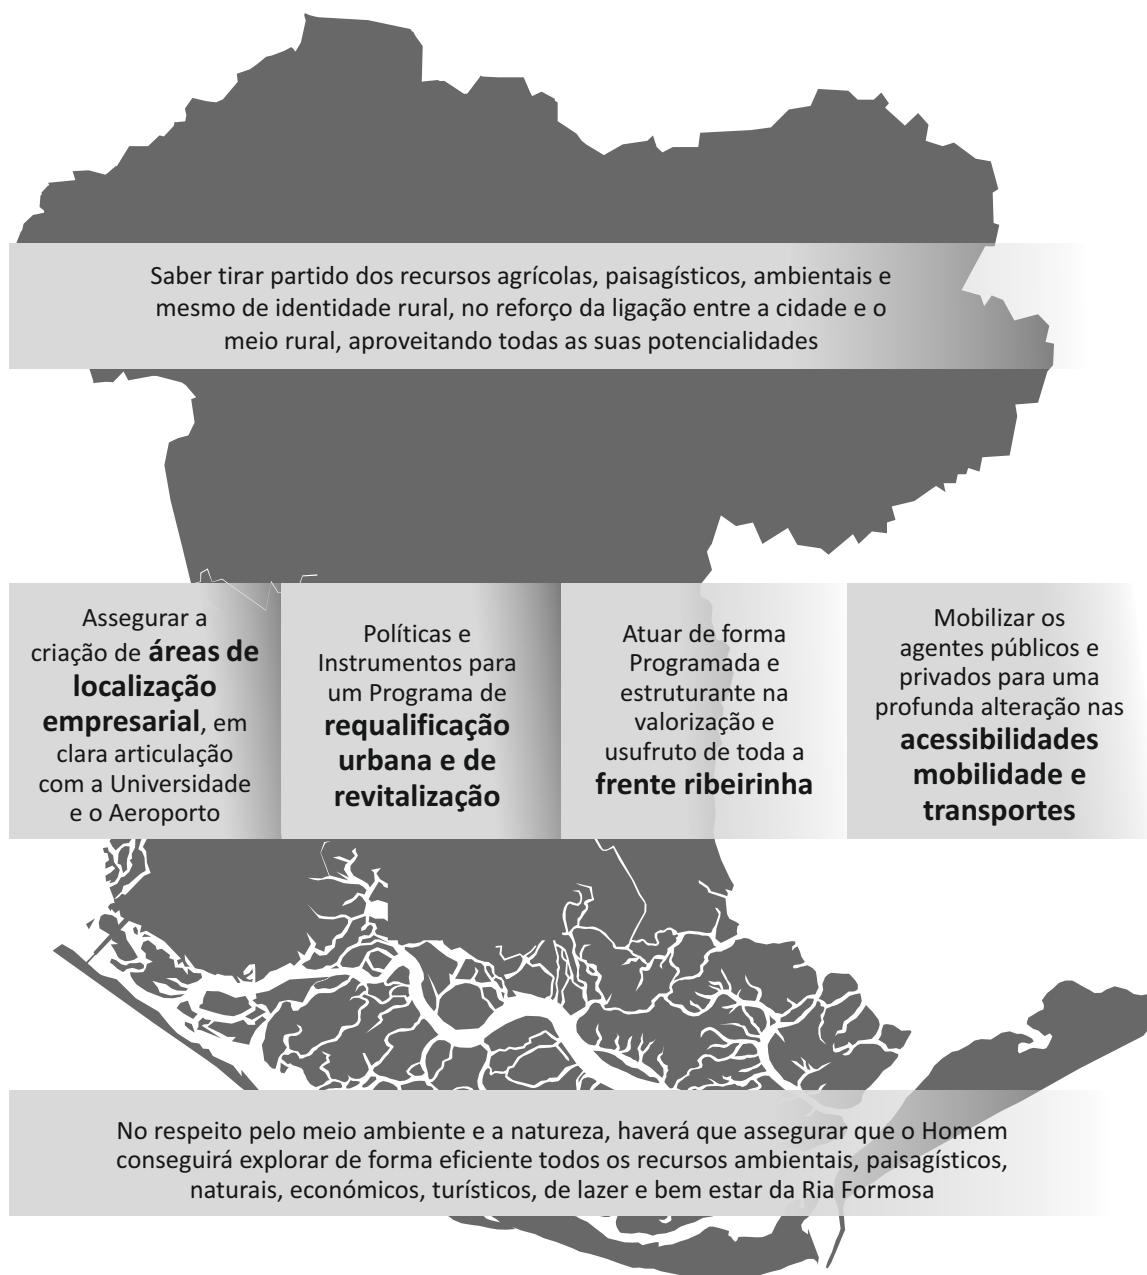 Saber tirar partido dos recursos agrícolas, paisagísticos, ambientais e
mesmo de identidade rural, no reforço da ligação entre a cidade e o
meio rural, aproveitando todas as suas potencialidades
Assegurar a
criação de áreas de
localização
empresarial, em
clara articulação
com a Universidade
e o Aeroporto
Políticas e
Instrumentos para
um Programa de
requalificação
urbana e de
revitalização
Atuar de forma
Programada e
estruturante na
valorização e
usufruto de toda a
frente ribeirinha
Mobilizar os
agentes públicos e
privados para uma
profunda alteração nas
acessibilidades
mobilidade e
transportes
No respeito pelo meio ambiente e a natureza, haverá que assegurar que o Homem
conseguirá explorar de forma eficiente todos os recursos ambientais, paisagísticos,
naturais, económicos, turísticos, de lazer e bem estar da Ria Formosa